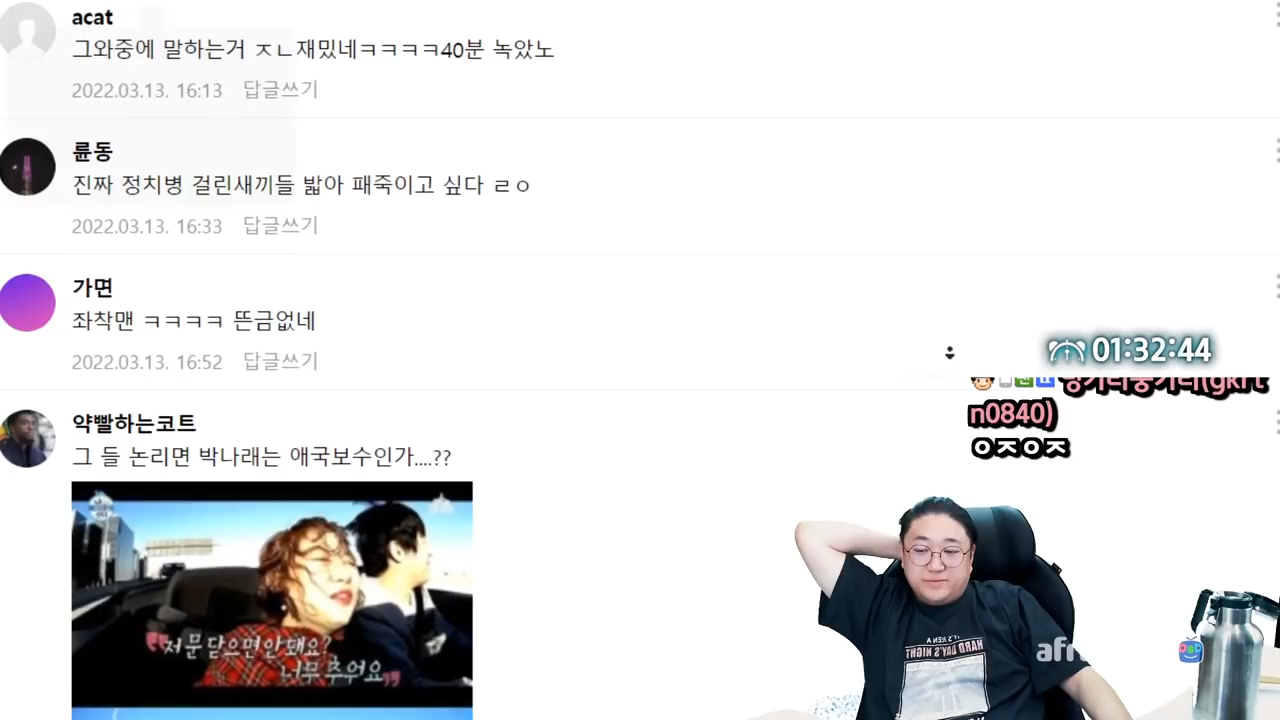 acat
그와중에 말하는거 ㅈㄴ재밌네ㅋㅋㅋㅋ40분 녹았노
2022.03.13. 16:13 답글쓰기
륜동
진짜 정치병 걸린새끼들 밟아 패죽이고 싶다 ㄹㅇ
2022.03.13. 16:33 답글쓰기
가면
좌착맨 ㅋㅋㅋㅋ 뜬금없네
2022.03.13. 16:52 답글쓰기
01:32:44
n0840)
ㅇㅈㅇㅈ
약빨하는코트
그 들 논리면 박나래는 애국보수인가....??
저 문 닫으면 안돼요?
너무 추워요
IT'S REN A
HARD DAY'S NIGHT
afr